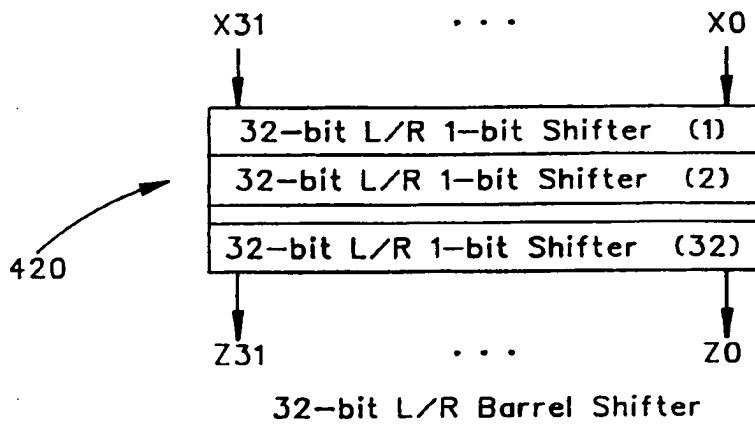 X31 . . . X0
32-bit L/R 1-bit Shifter (1)
32-bit L/R 1-bit Shifter (2)
32-bit L/R 1-bit Shifter (32)
420
Z31 . . . Z0
32-bit L/R Barrel Shifter